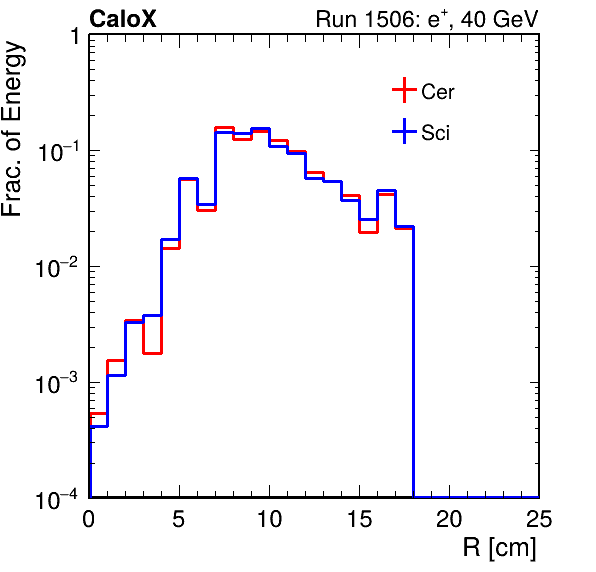 CaloX Run 1506: e⁺, 40 GeV
Frac. of Energy
1
10⁻¹
10⁻²
10⁻³
10⁻⁴
Cer
Sci
0 5 10 15 20 25
R [cm]